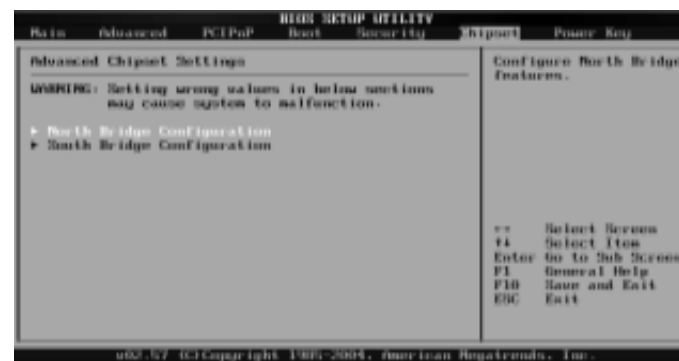 BIOS SETUP UTILITY
Main Advanced PCIPnP Boot Security Chipset Power Key
Advanced Chipset Settings
WARNING: Setting wrong values in below sections
may cause system to malfunction.
► North Bridge Configuration
► South Bridge Configuration
Configure North Bridge
features.
Select Screen
↑↓ Select Item
Enter Go to Sub Screen
F1 General Help
F10 Save and Exit
ESC Exit
v02.57 (C)Copyright 1985-2004, American Megatrends, Inc.